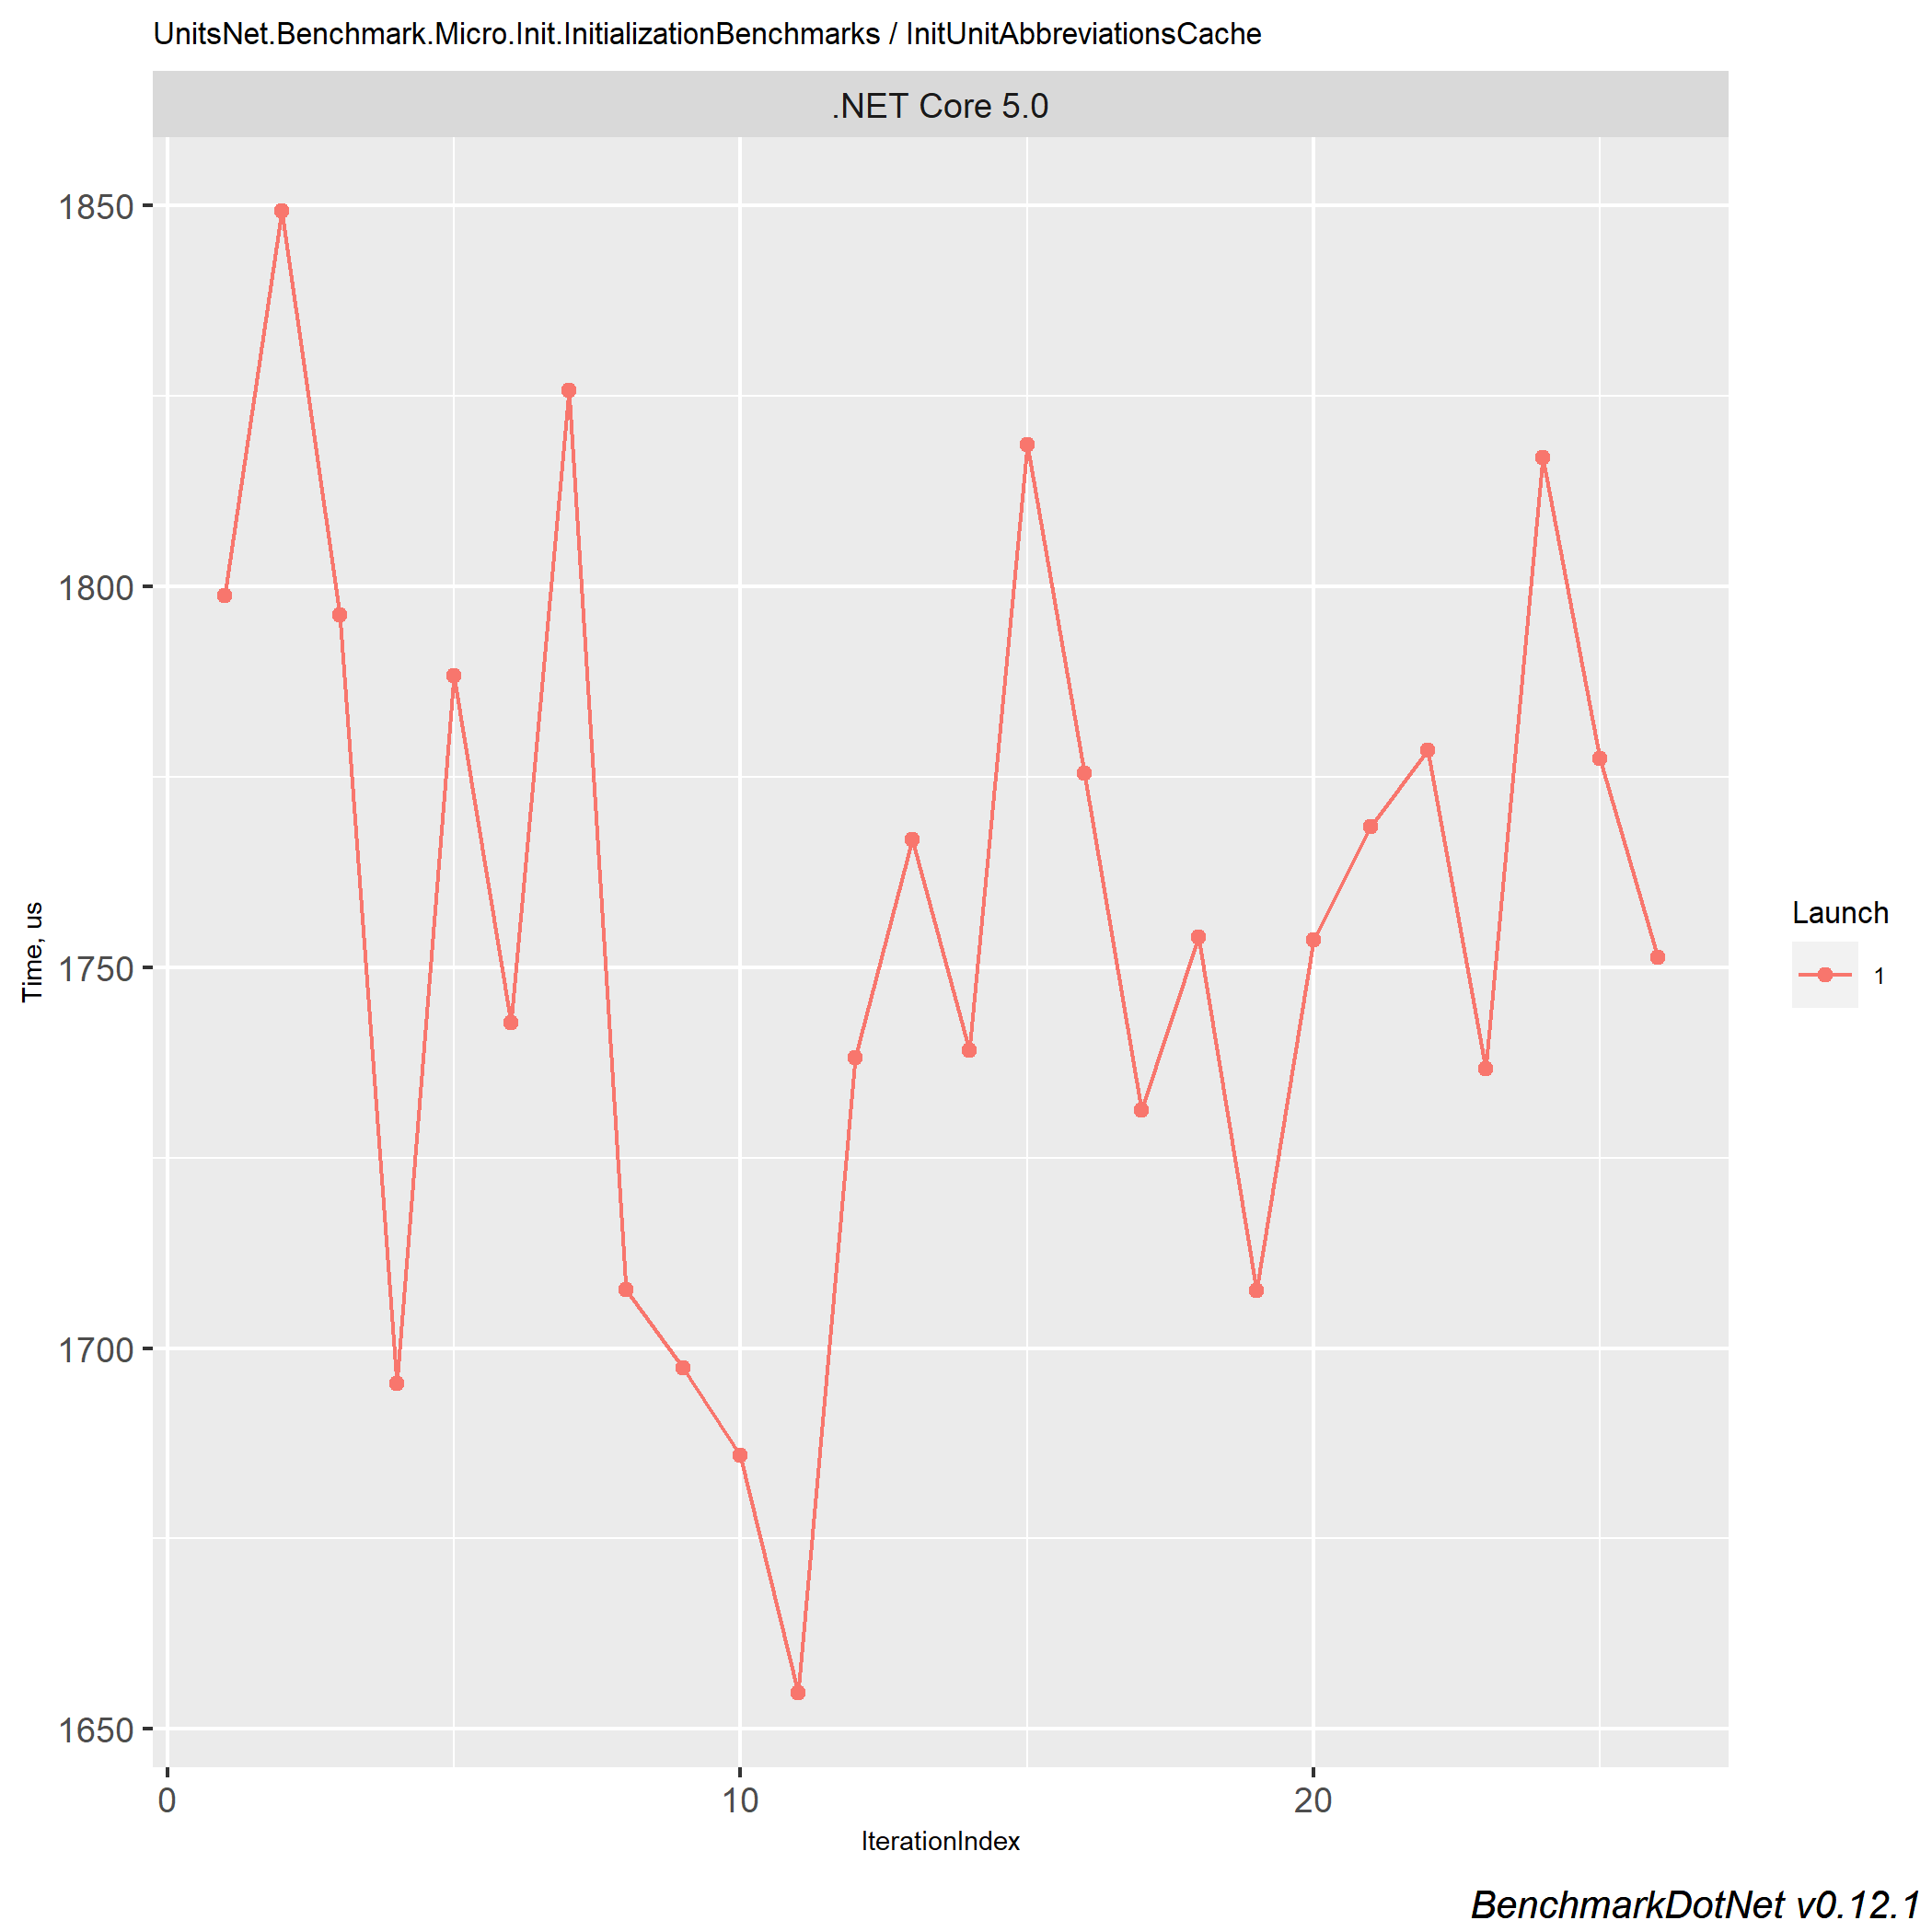 UnitsNet.Benchmark.Micro.Init.InitializationBenchmarks / InitUnitAbbreviationsCache
.NET Core 5.0
1850
1800
1750
1700
1650
Time, us
0 10 20
IterationIndex
Launch
1
BenchmarkDotNet v0.12.1